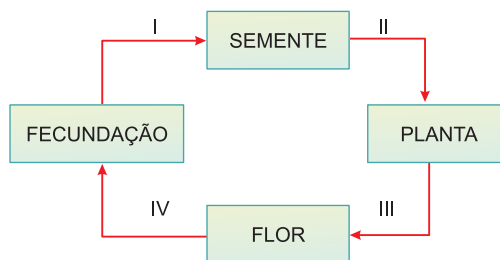 I
SEMENTE
II
FECUNDAÇÃO
PLANTA
IV
FLOR
III